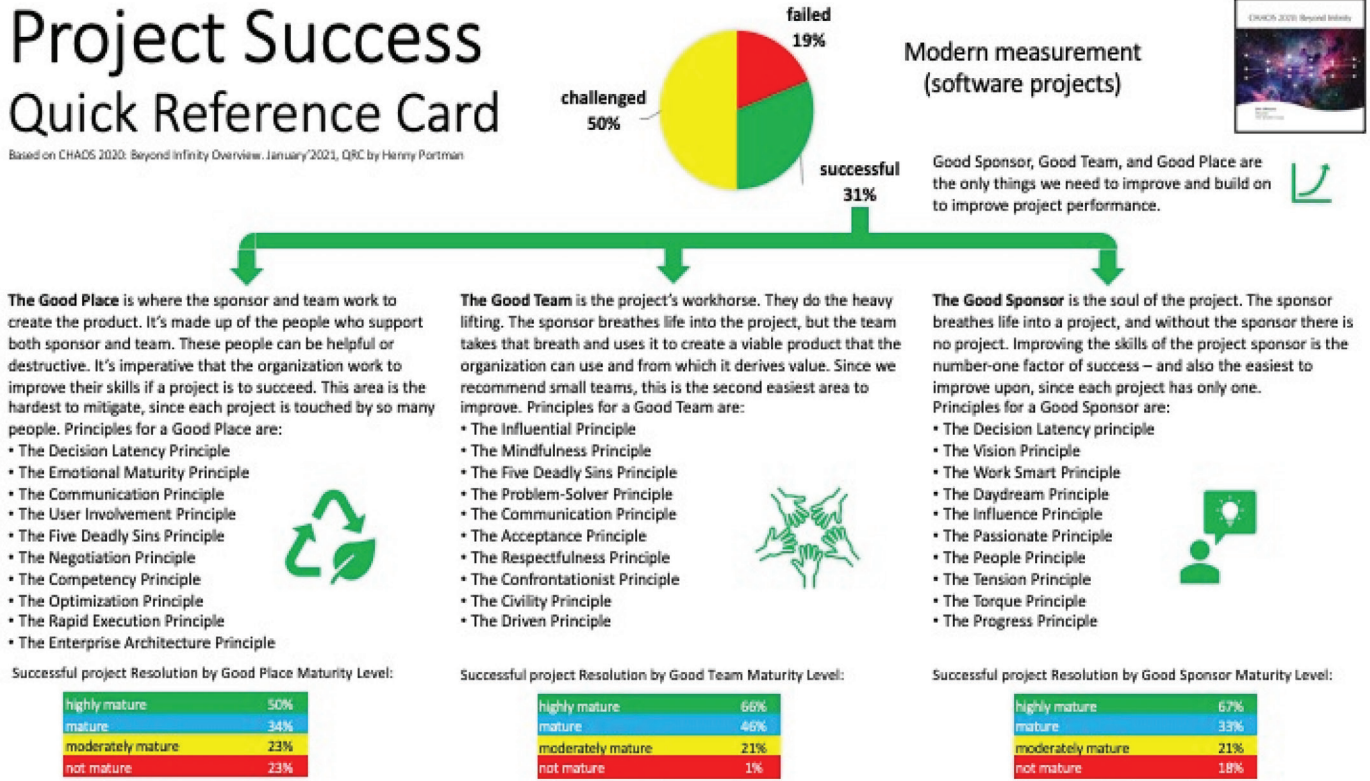 Project Success
Quick Reference Card
Based on CHAOS 2020: Beyond Infinity Overview. January'2021, QRC by Henny Portman
failed
19%
challenged
50%
successful
31%
Modern measurement
(software projects)
CHAOS 2020: Beyond Infinity
Good Sponsor, Good Team, and Good Place are
the only things we need to improve and build on
to improve project performance.
The Good Place is where the sponsor and team work to
create the product. It's made up of the people who support
both sponsor and team. These people can be helpful or
destructive. It's imperative that the organization work to
improve their skills if a project is to succeed. This area is the
hardest to mitigate, since each project is touched by so many
people. Principles for a Good Place are:
• The Decision Latency Principle
• The Emotional Maturity Principle
• The Communication Principle
• The User Involvement Principle
• The Five Deadly Sins Principle
• The Negotiation Principle
• The Competency Principle
• The Optimization Principle
• The Rapid Execution Principle
• The Enterprise Architecture Principle
Successful project Resolution by Good Place Maturity Level:
highly mature 50%
mature 34%
moderately mature 23%
not mature 23%
The Good Team is the project's workhorse. They do the heavy
lifting. The sponsor breathes life into the project, but the team
takes that breath and uses it to create a viable product that the
organization can use and from which it derives value. Since we
recommend small teams, this is the second easiest area to
improve. Principles for a Good Team are:
• The Influential Principle
• The Mindfulness Principle
• The Five Deadly Sins Principle
• The Problem-Solver Principle
• The Communication Principle
• The Acceptance Principle
• The Respectfulness Principle
• The Confrontationist Principle
• The Civility Principle
• The Driven Principle
Successful project Resolution by Good Team Maturity Level:
highly mature 66%
mature 46%
moderately mature 21%
not mature 1%
The Good Sponsor is the soul of the project. The sponsor
breathes life into a project, and without the sponsor there is
no project. Improving the skills of the project sponsor is the
number-one factor of success – and also the easiest to
improve upon, since each project has only one.
Principles for a Good Sponsor are:
• The Decision Latency principle
• The Vision Principle
• The Work Smart Principle
• The Daydream Principle
• The Influence Principle
• The Passionate Principle
• The People Principle
• The Tension Principle
• The Torque Principle
• The Progress Principle
Successful project Resolution by Good Sponsor Maturity Level:
highly mature 67%
mature 33%
moderately mature 21%
not mature 18%